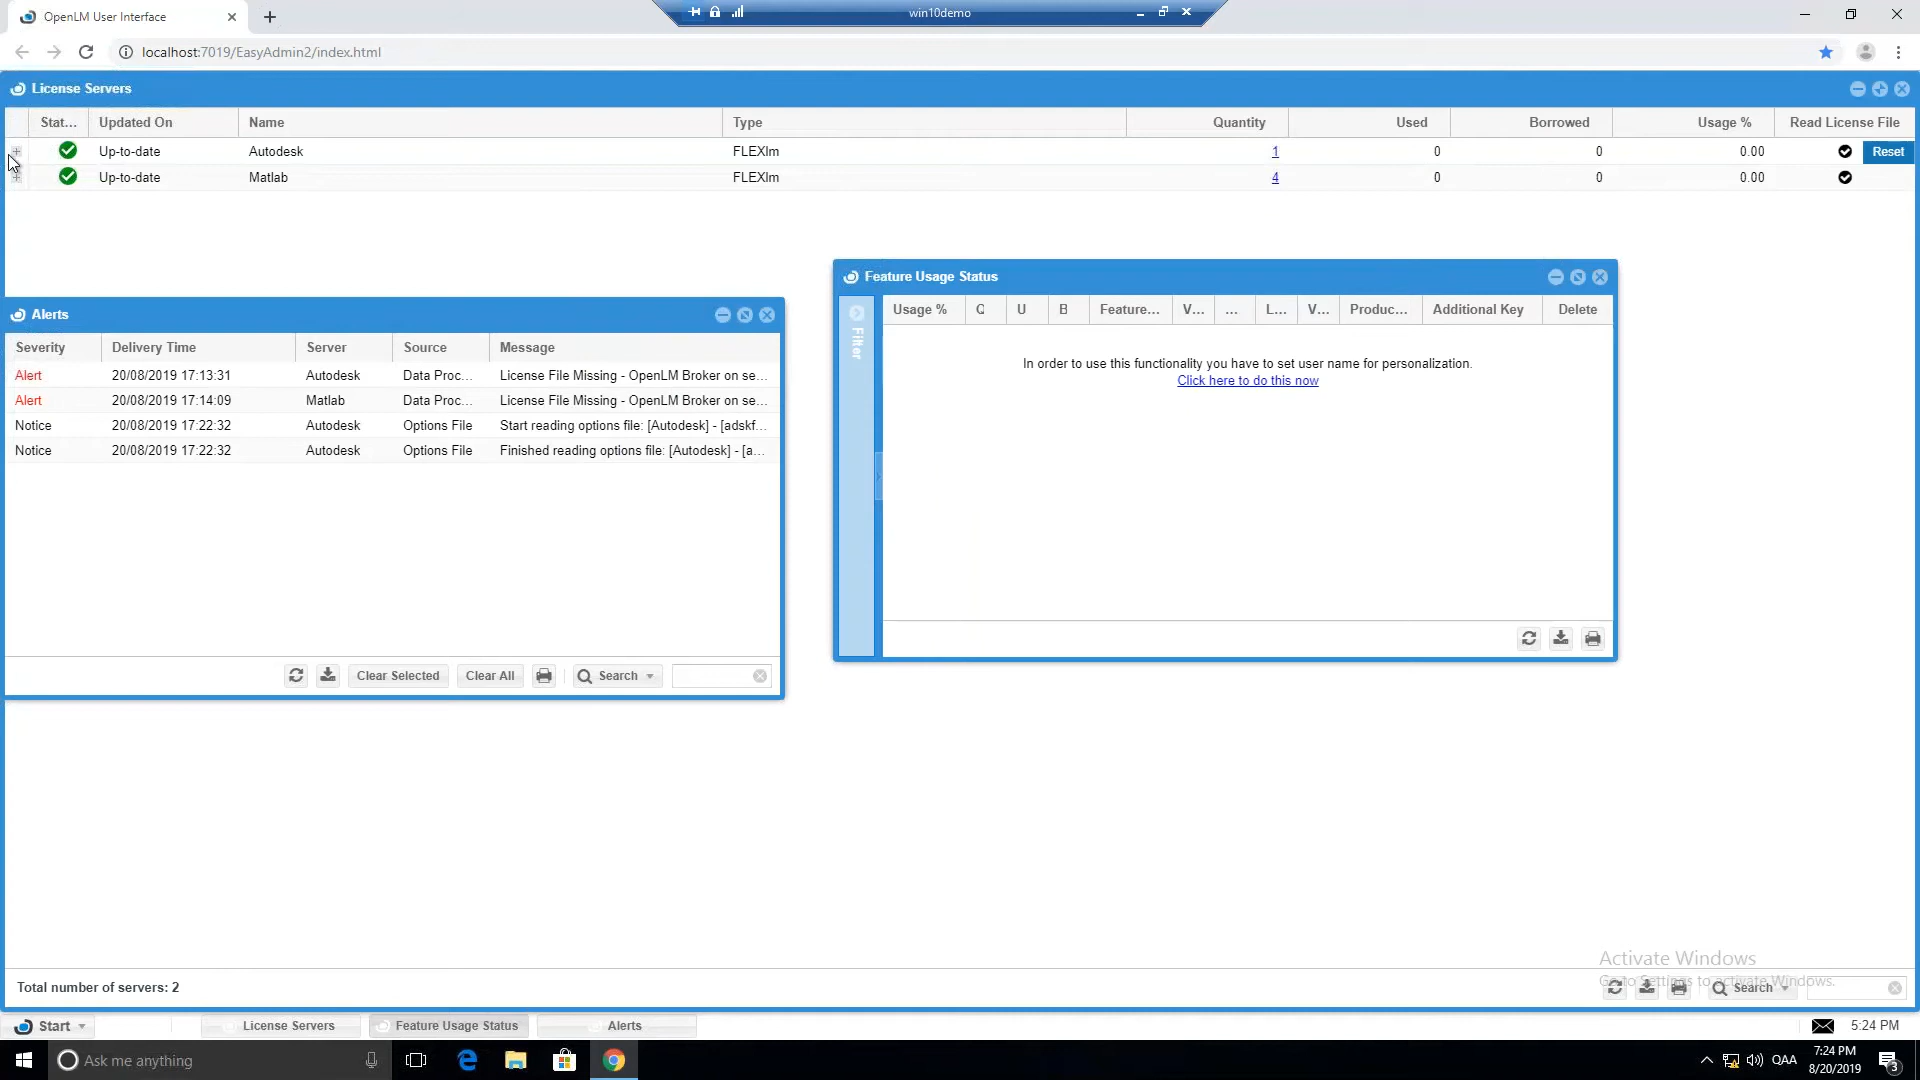 OpenLM User Interface
win10demo
localhost:7019/EasyAdmin2/index.html
License Servers
Stat... Updated On Name Type Quantity Used Borrowed Usage % Read License File
Up-to-date Autodesk FLEXlm 1 0 0 0.00 Reset
Up-to-date Matlab FLEXlm 4 0 0 0.00
Feature Usage Status
Filter
Usage % Q U B Feature... V... ... L... V... Produc... Additional Key Delete
In order to use this functionality you have to set user name for personalization.
Click here to do this now
Alerts
Severity Delivery Time Server Source Message
Alert 20/08/2019 17:13:31 Autodesk Data Proc... License File Missing - OpenLM Broker on se...
Alert 20/08/2019 17:14:09 Matlab Data Proc... License File Missing - OpenLM Broker on se...
Notice 20/08/2019 17:22:32 Autodesk Options File Start reading options file: [Autodesk] - [adskf...
Notice 20/08/2019 17:22:32 Autodesk Options File Finished reading options file: [Autodesk] - [a...
Clear Selected Clear All Search
Activate Windows
Go to Settings to activate Windows.
Total number of servers: 2 Search
Start License Servers Feature Usage Status Alerts 5:24 PM
Ask me anything QAA 7:24 PM
8/20/2019 3